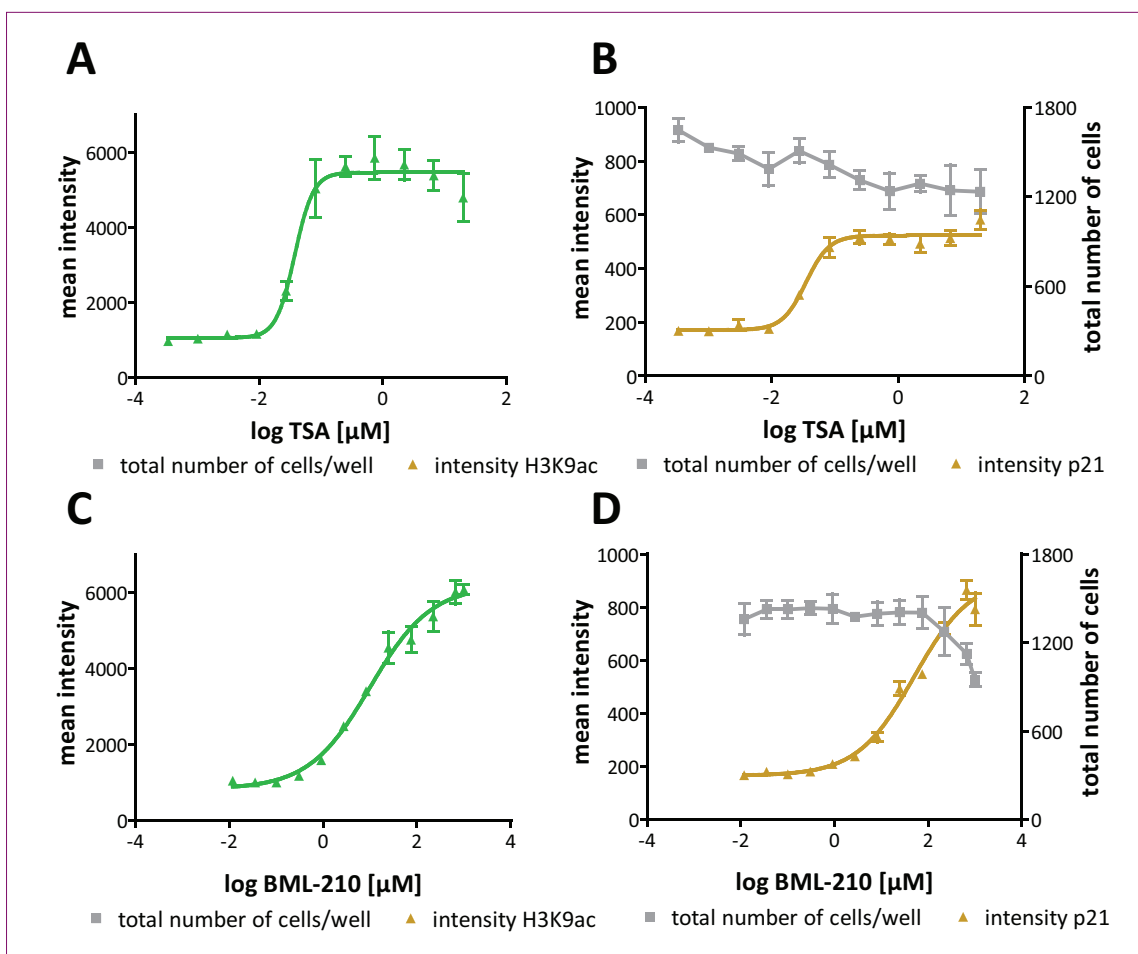 A
mean intensity
6000
4000
2000
0
-4
-2
0
2
log TSA [µM]
total number of cells/well
intensity H3K9ac
B
mean intensity
1000
800
600
400
200
0
-4
-2
0
2
1800
1200
600
0
total number of cells
log TSA [µM]
total number of cells/well
intensity p21
C
mean intensity
6000
4000
2000
0
-4
-2
0
2
4
log BML-210 [µM]
total number of cells/well
intensity H3K9ac
D
mean intensity
1000
800
600
400
200
0
-4
-2
0
2
4
1800
1200
600
0
total number of cells
log BML-210 [µM]
total number of cells/well
intensity p21